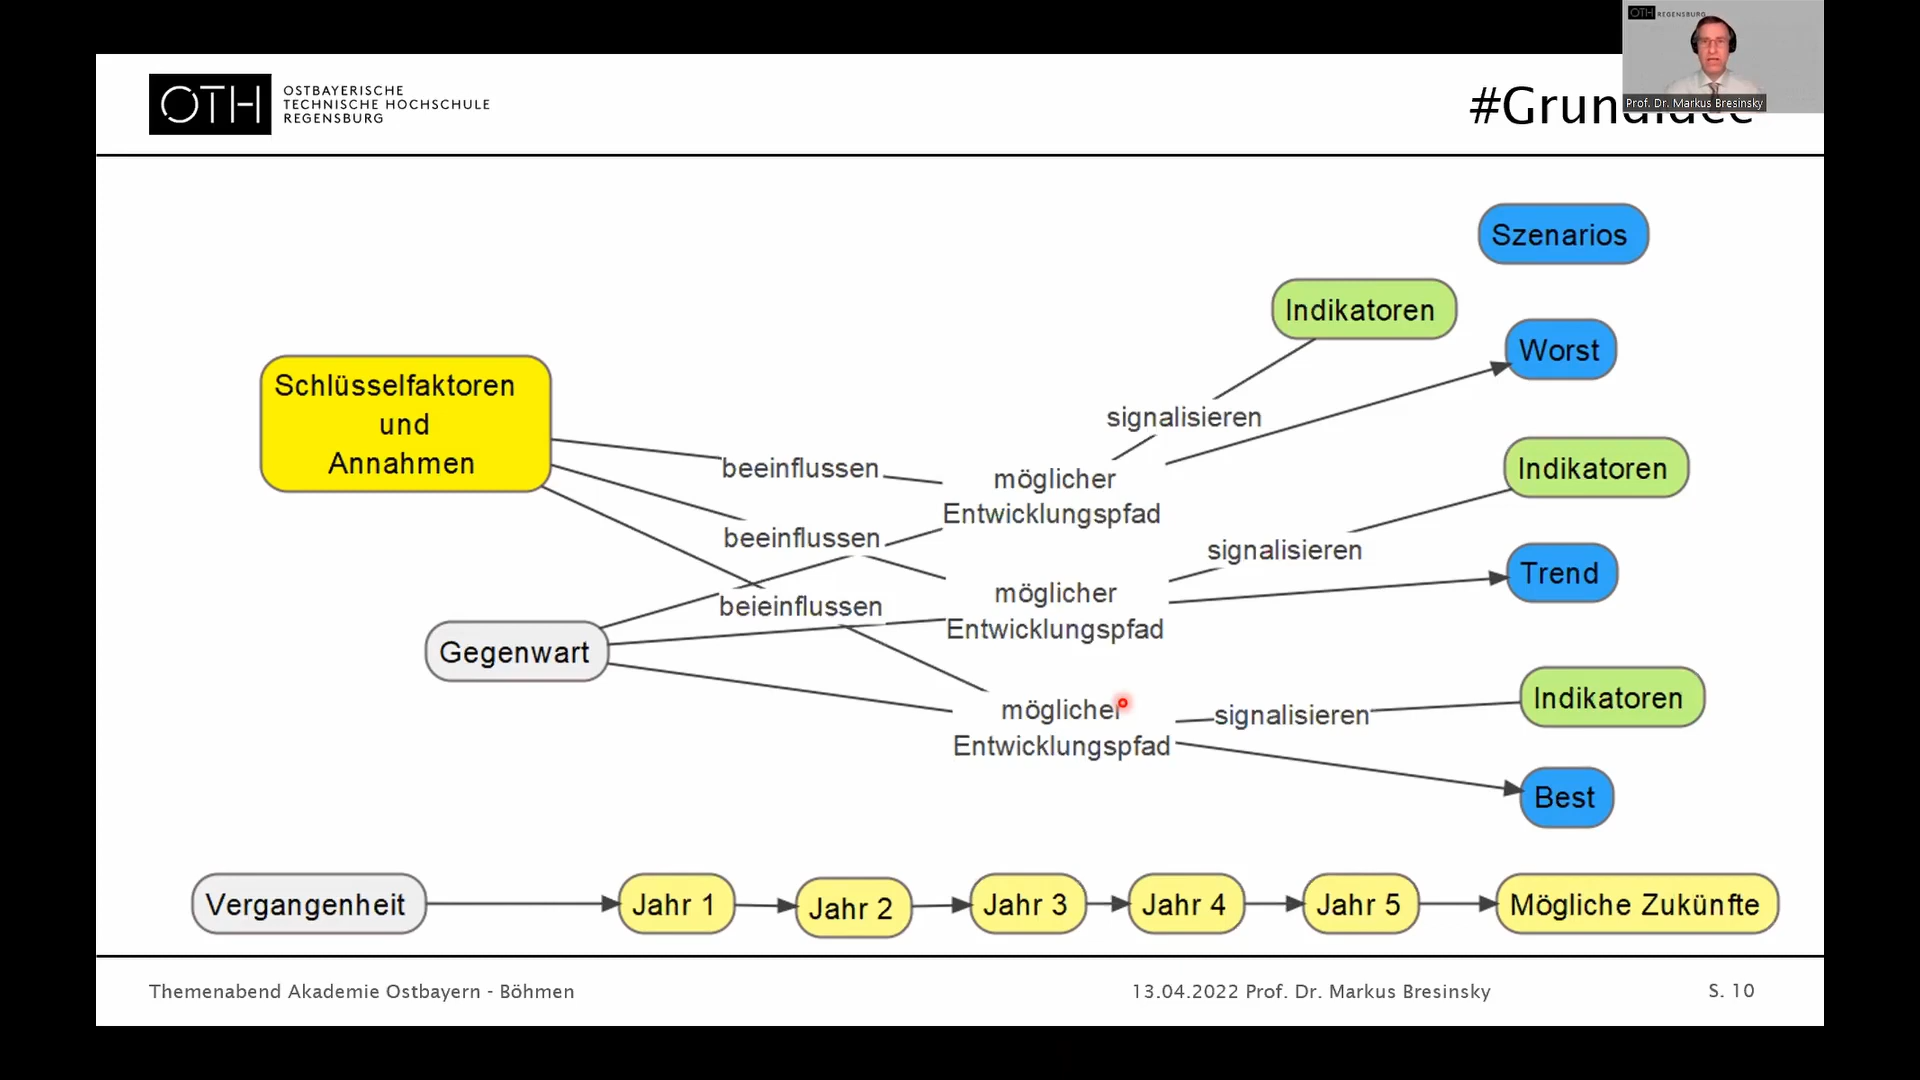 OTH
OSTBAYERISCHE
TECHNISCHE HOCHSCHULE
REGENSBURG
OTH REGENSBURG
Prof. Dr. Markus Bresinsky
Szenarios
Indikatoren
Worst
Schlüsselfaktoren
und
Annahmen
signalisieren
beeinflussen
möglicher
Entwicklungspfad
Indikatoren
beeinflussen
signalisieren
Trend
möglicher
Entwicklungspfad
beieinflussen
Gegenwart
Indikatoren
möglicher
Entwicklungspfad
signalisieren
Best
Vergangenheit
Jahr 1
Jahr 2
Jahr 3
Jahr 4
Jahr 5
Mögliche Zukünfte
Themenabend Akademie Ostbayern - Böhmen
13.04.2022 Prof. Dr. Markus Bresinsky
S. 10